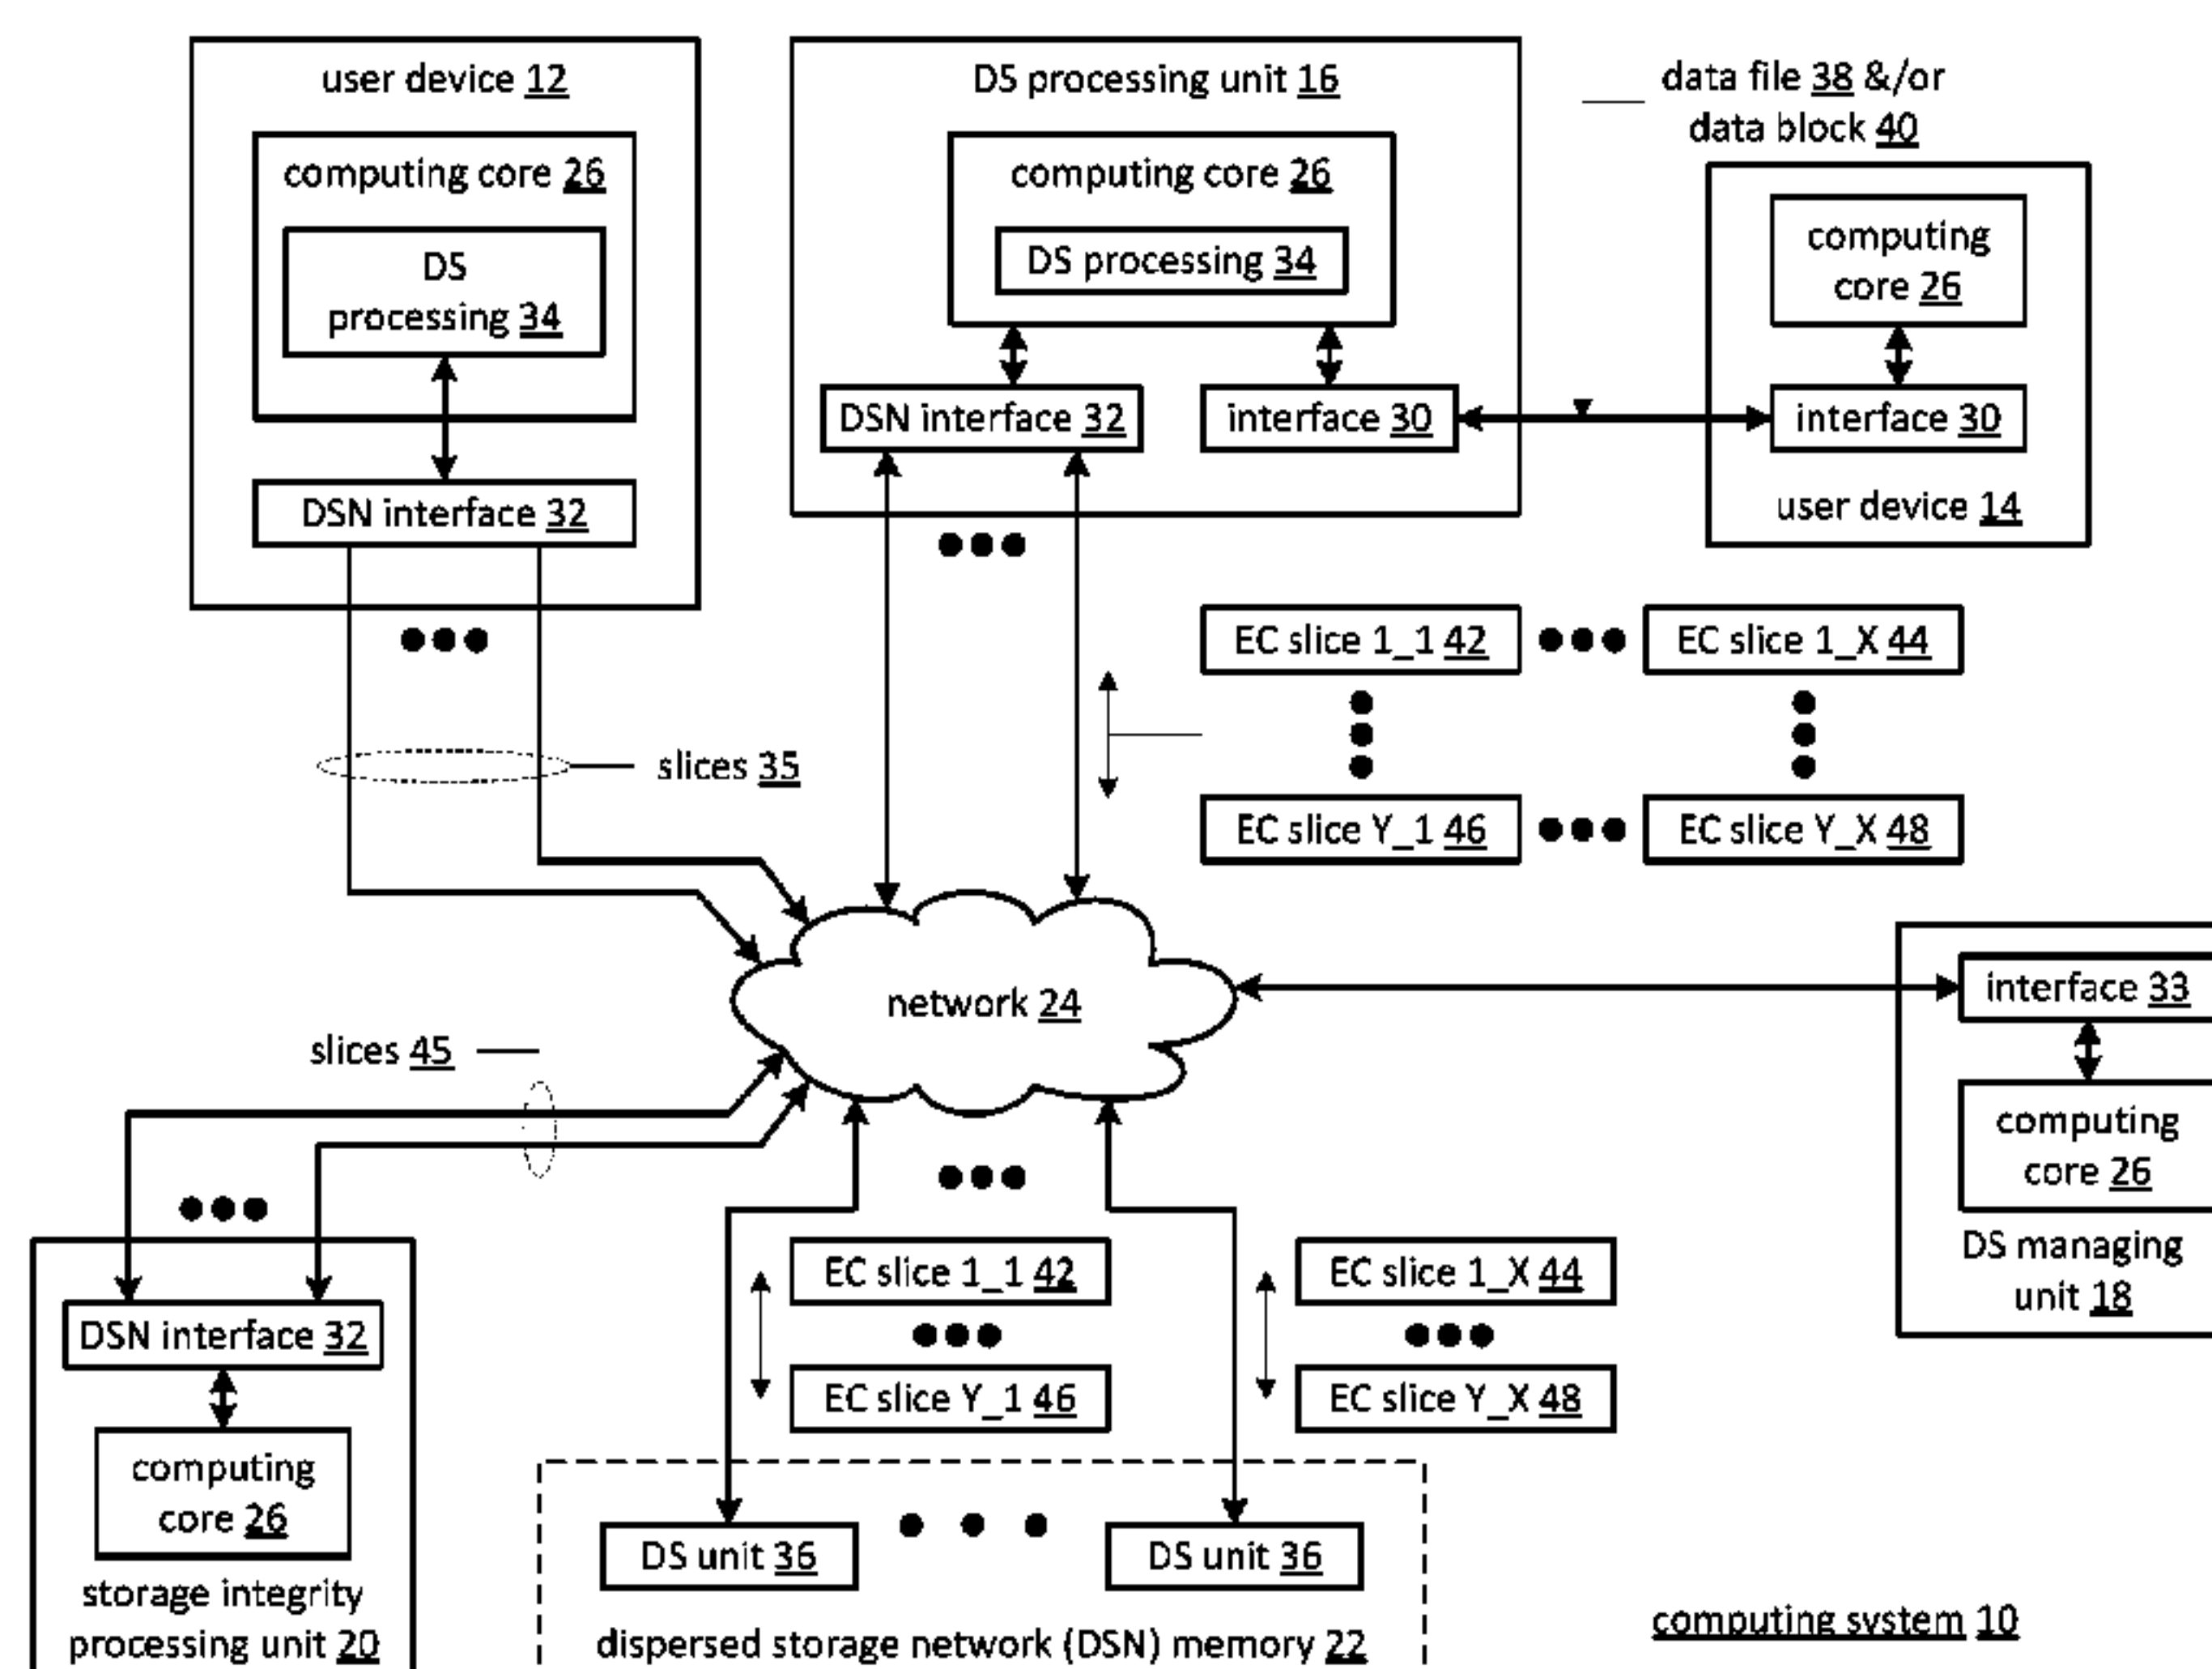 user device 12
computing core 26
DS
processing 34
DSN interface 32
slices 35
DS processing unit 16
computing core 26
DS processing 34
DSN interface 32
interface 30
data file 38 &/or
data block 40
computing
core 26
interface 30
user device 14
EC slice 1_1 42
EC slice 1_X 44
EC slice Y_1 46
EC slice Y_X 48
network 24
interface 33
computing
core 26
DS managing
unit 18
slices 45
DSN interface 32
computing
core 26
storage integrity
processing unit 20
EC slice 1_1 42
EC slice 1_X 44
EC slice Y_1 46
EC slice Y_X 48
DS unit 36
DS unit 36
dispersed storage network (DSN) memory 22
computing system 10